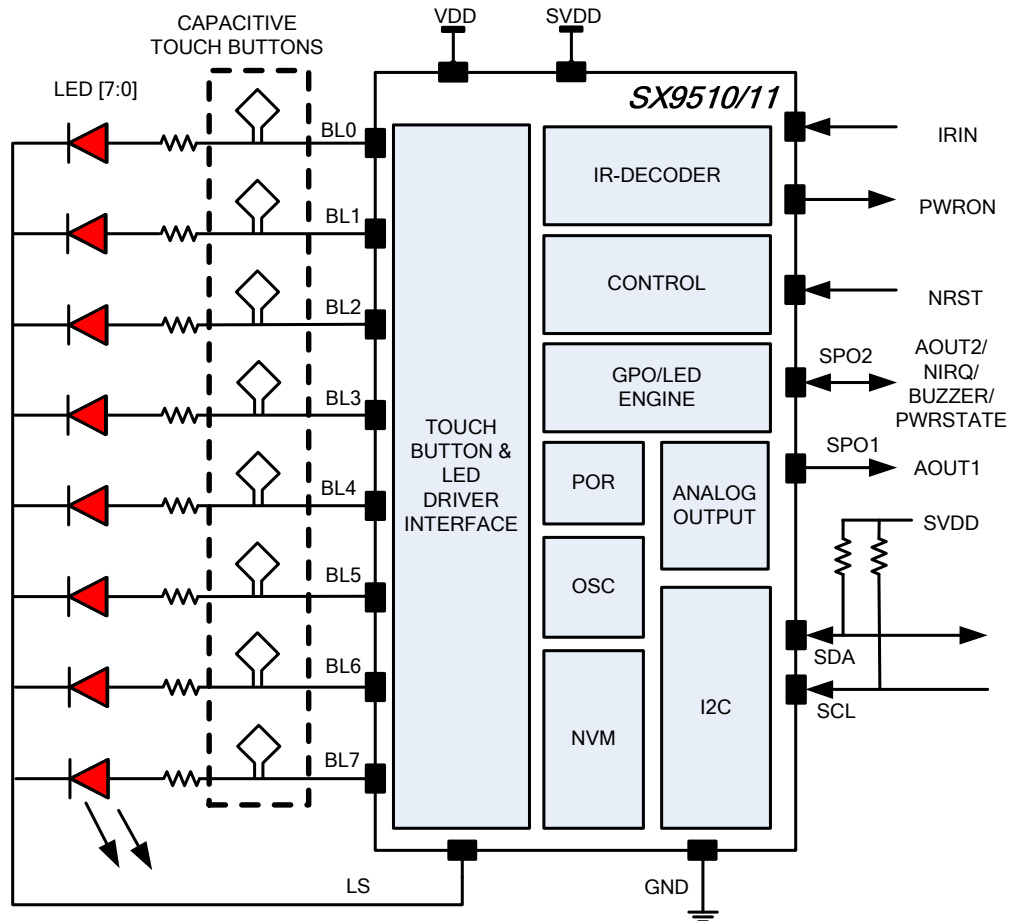 CAPACITIVE
TOUCH BUTTONS
VDD
SVDD
LED [7:0]
SX9510/11
BL0
BL1
BL2
BL3
BL4
BL5
BL6
BL7
TOUCH
BUTTON &
LED
DRIVER
INTERFACE
IR-DECODER
CONTROL
GPO/LED
ENGINE
POR
ANALOG
OUTPUT
OSC
NVM
I2C
IRIN
PWRON
NRST
SPO2
AOUT2/
NIRQ/
BUZZER/
PWRSTATE
SPO1
AOUT1
SVDD
SDA
SCL
LS
GND